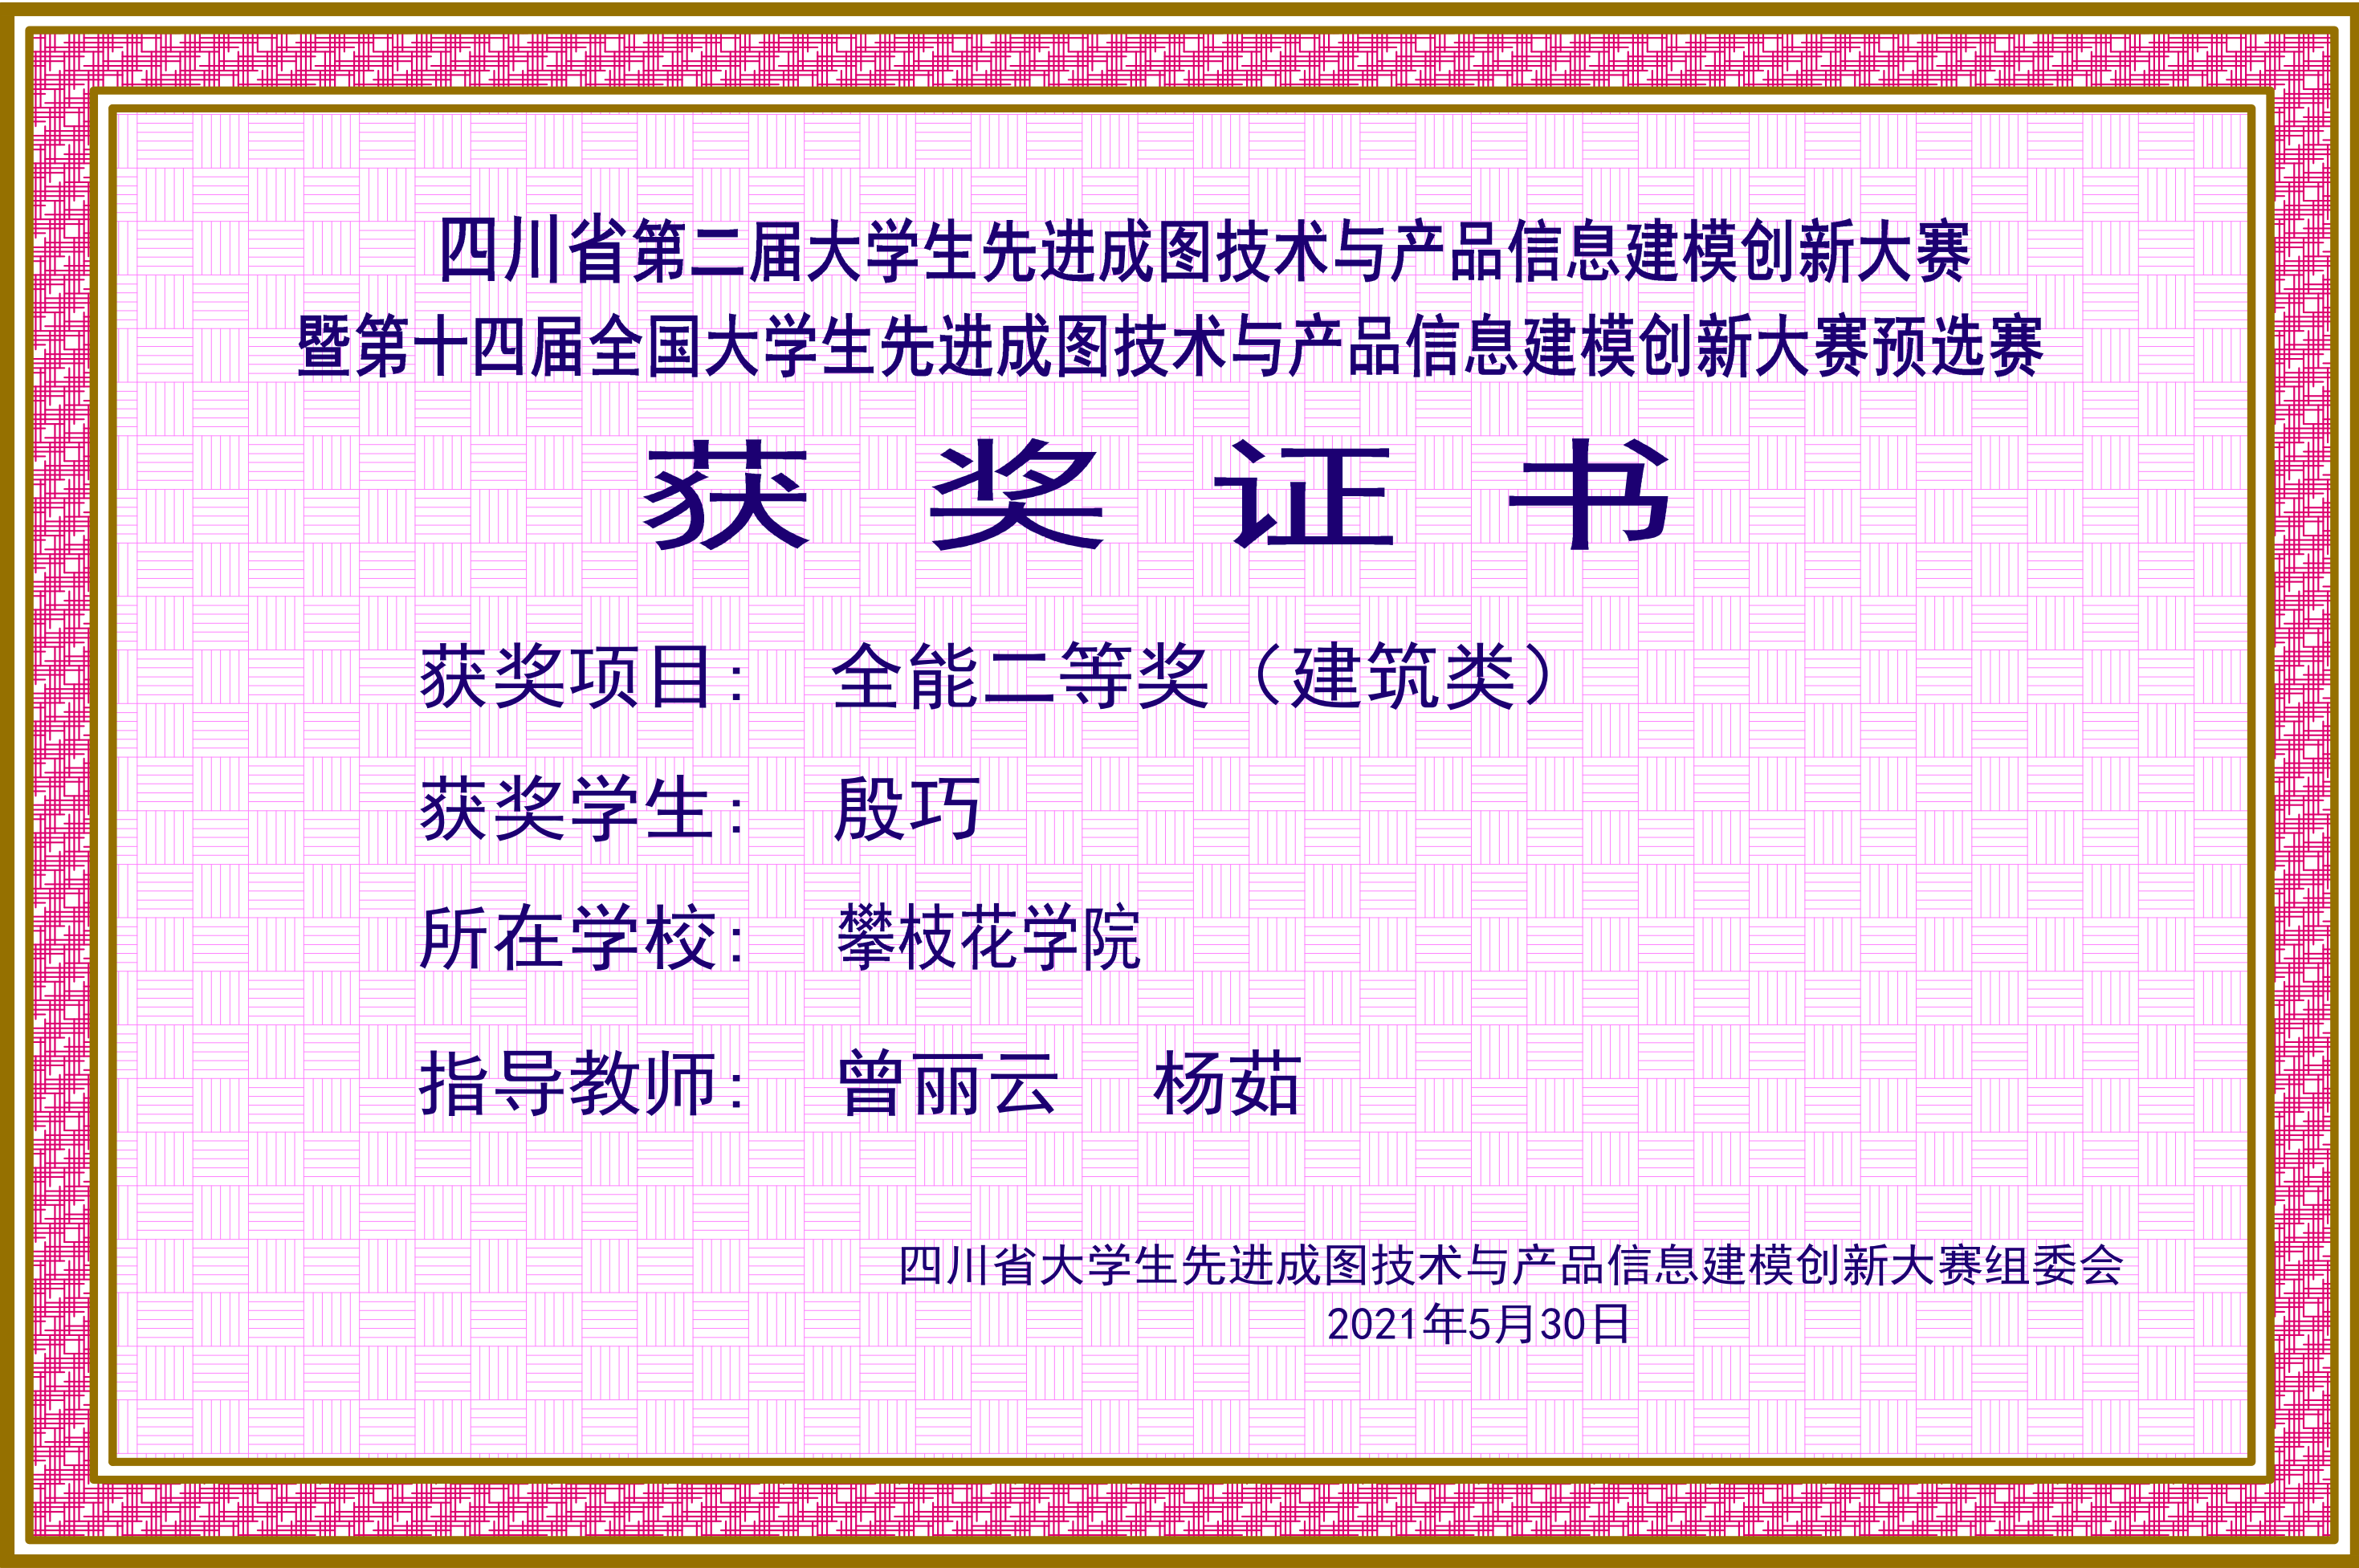 四川省第二届大学生先进成图技术与产品信息建模创新大赛
暨第十四届全国大学生先进成图技术与产品信息建模创新大赛预选赛
获奖证书
获奖项目: 全能二等奖（建筑类）
获奖学生: 殷巧
所在学校: 攀枝花学院
指导教师: 曾丽云 杨茹
四川省大学生先进成图技术与产品信息建模创新大赛组委会
2021年5月30日